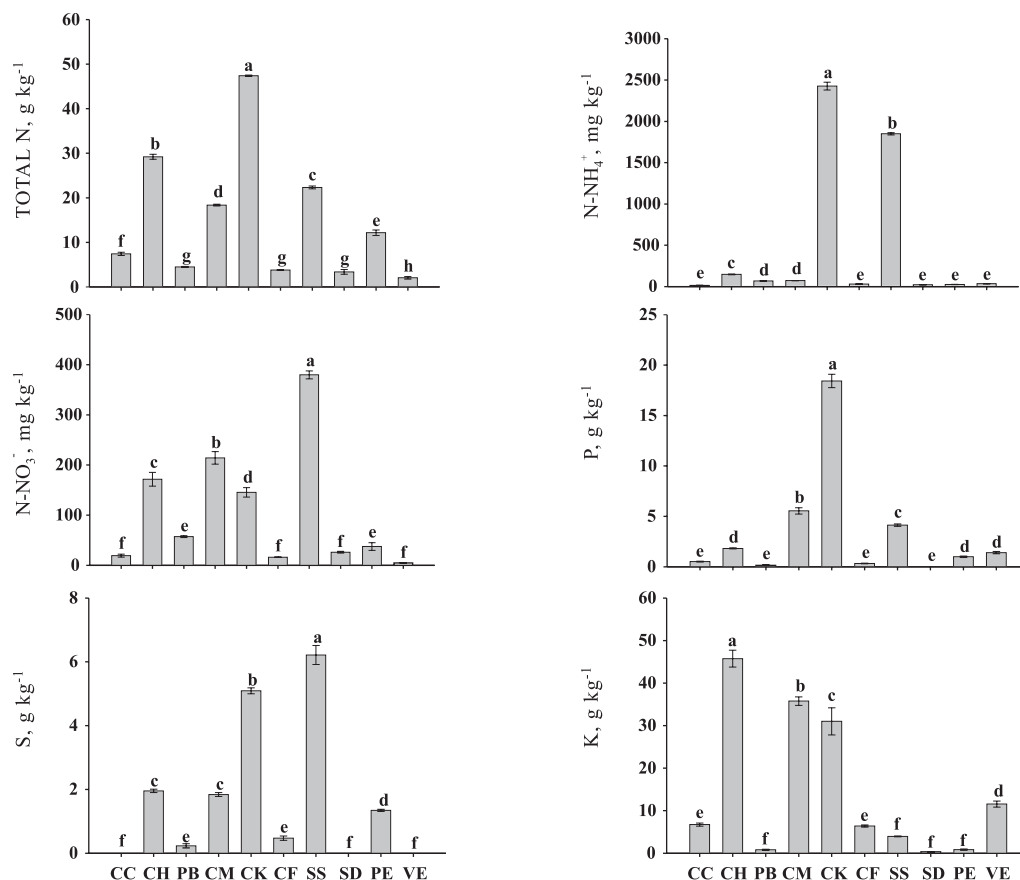 TOTAL N, g kg⁻¹
60
50
40
30
20
10
0
f
b
g
d
a
g
c
g
e
h
N-NH₄⁺, mg kg⁻¹
3000
2500
2000
1500
1000
500
0
e
c
d
d
a
e
b
e
e
e
N-NO₃⁻, mg kg⁻¹
500
400
300
200
100
0
f
c
e
b
d
f
a
f
e
f
P, g kg⁻¹
25
20
15
10
5
0
e
d
e
b
a
e
c
e
d
d
S, g kg⁻¹
8
6
4
2
0
f
c
e
c
b
e
a
f
d
f
CC CH PB CM CK CF SS SD PE VE
K, g kg⁻¹
60
50
40
30
20
10
0
e
a
f
b
c
e
f
f
f
d
CC CH PB CM CK CF SS SD PE VE